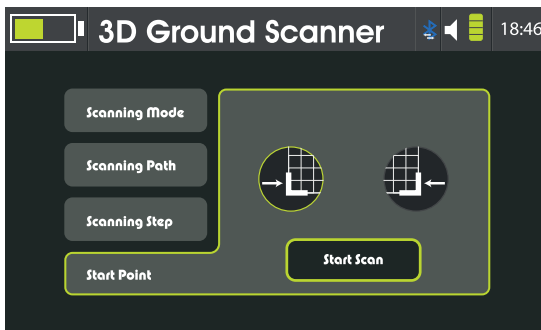 3D Ground Scanner
18:46
Scanning Mode
Scanning Path
Scanning Step
Start Point
Start Scan